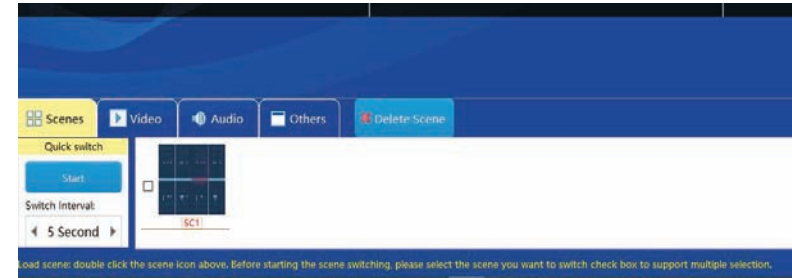 Scenes Video Audio Others Delete Scene
Quick switch
Start
Switch Interval:
5 Second
SC1
Load scene: double click the scene icon above. Before starting the scene switching, please select the scene you want to switch check box to support multiple selection.